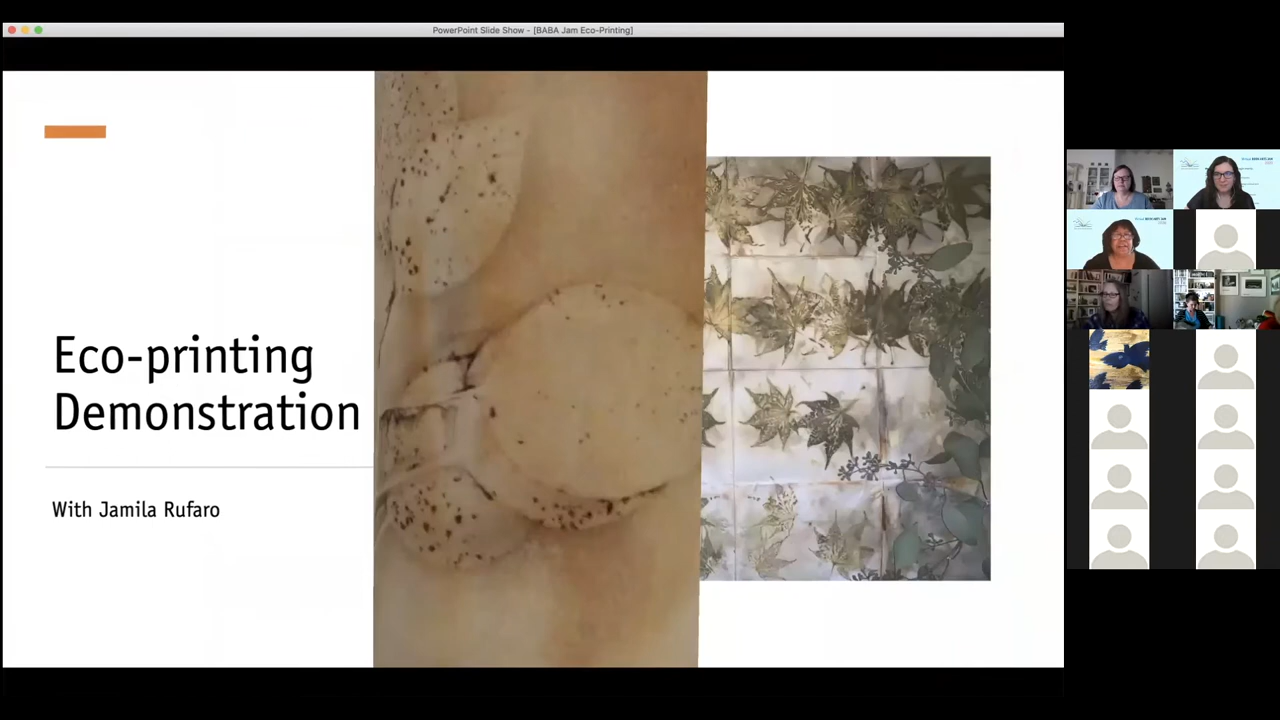 PowerPoint Slide Show - [BABA Jam Eco-Printing]
Eco-printing
Demonstration
With Jamila Rufaro